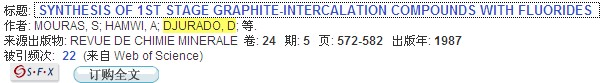 标题: SYNTHESIS OF 1ST STAGE GRAPHITE-INTERCALATION COMPOUNDS WITH FLUORIDES
作者: MOURAS, S; HAMWI, A; DJURADO, D; 等.
来源出版物: REVUE DE CHIMIE MINERALE 卷: 24 期: 5 页: 572-582 出版年: 1987
被引频次: 22 (来自 Web of Science)
S·F·X 订购全文